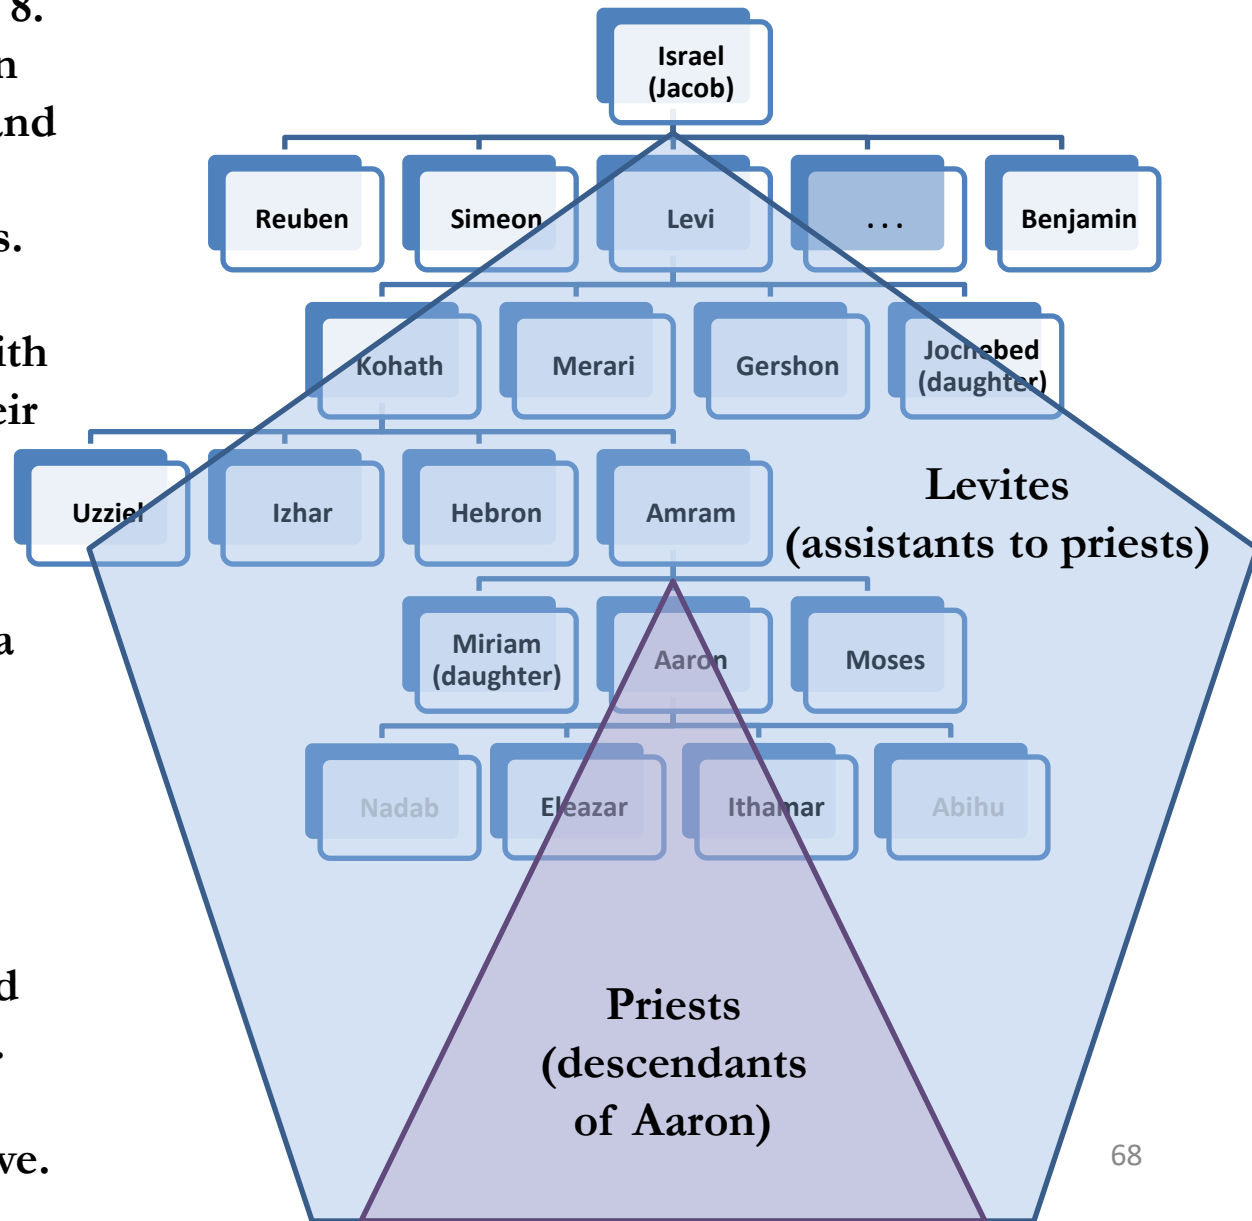 8.
n
and
s.
ith
eir
a
d
.
ve.
Israel
(Jacob)
Reuben
Simeon
Levi
. . .
Benjamin
Kohath
Merari
Gershon
Jochebed
(daughter)
Uzziel
Izhar
Hebron
Amram
Levites
(assistants to priests)
Miriam
(daughter)
Aaron
Moses
Nadab
Eleazar
Ithamar
Abihu
Priests
(descendants
of Aaron)
68